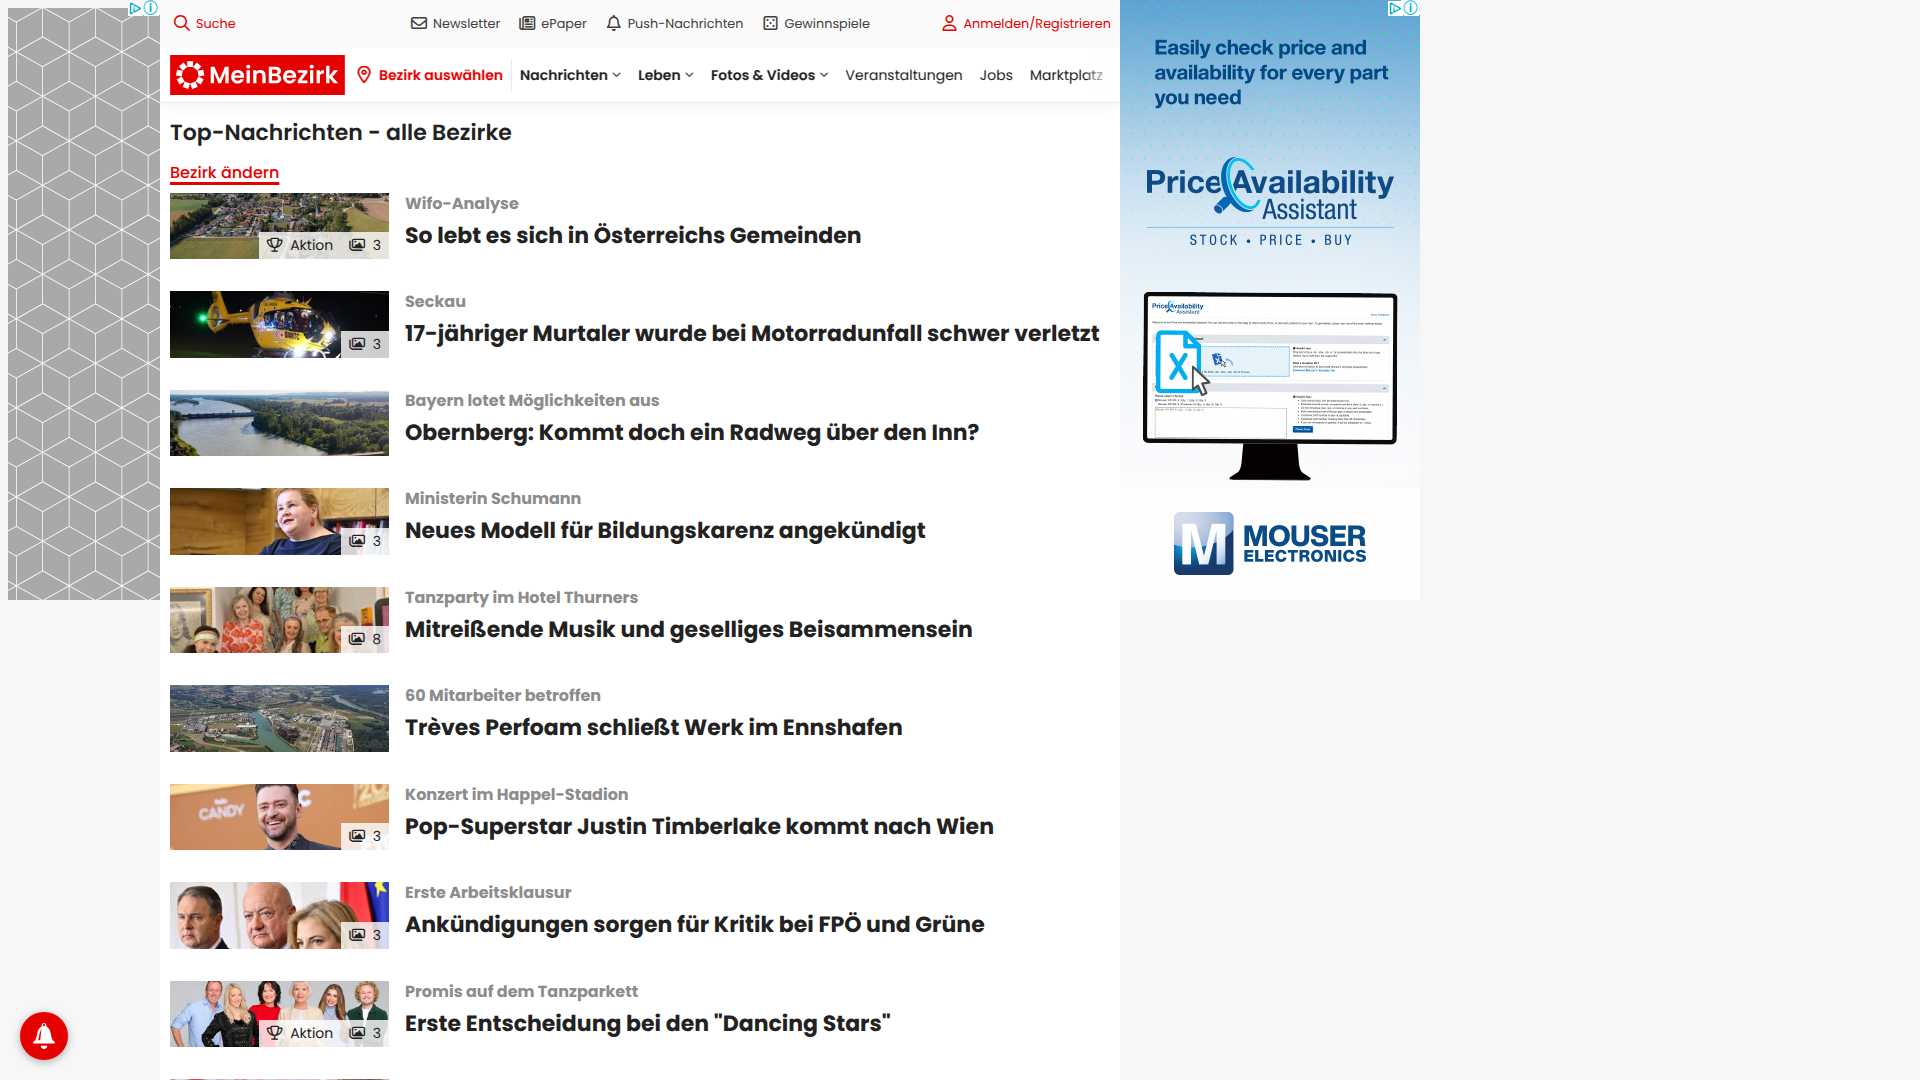 Suche
Newsletter
ePaper
Push-Nachrichten
Gewinnspiele
Anmelden/Registrieren
MeinBezirk
Bezirk auswählen
Nachrichten
Leben
Fotos & Videos
Veranstaltungen
Jobs
Marktplatz
Top-Nachrichten - alle Bezirke
Bezirk ändern
Aktion 3
Wifo-Analyse
So lebt es sich in Österreichs Gemeinden
3
Seckau
17-jähriger Murtaler wurde bei Motorradunfall schwer verletzt
Bayern lotet Möglichkeiten aus
Obernberg: Kommt doch ein Radweg über den Inn?
3
Ministerin Schumann
Neues Modell für Bildungskarenz angekündigt
8
Tanzparty im Hotel Thurners
Mitreißende Musik und geselliges Beisammensein
60 Mitarbeiter betroffen
Trèves Perfoam schließt Werk im Ennshafen
CANDY
3
Konzert im Happel-Stadion
Pop-Superstar Justin Timberlake kommt nach Wien
3
Erste Arbeitsklausur
Ankündigungen sorgen für Kritik bei FPÖ und Grüne
Aktion 3
Promis auf dem Tanzparkett
Erste Entscheidung bei den "Dancing Stars"
Easily check price and
availability for every part
you need
Price Availability
Assistant
STOCK • PRICE • BUY
Price Availability
Assistant
X
M
MOUSER
ELECTRONICS